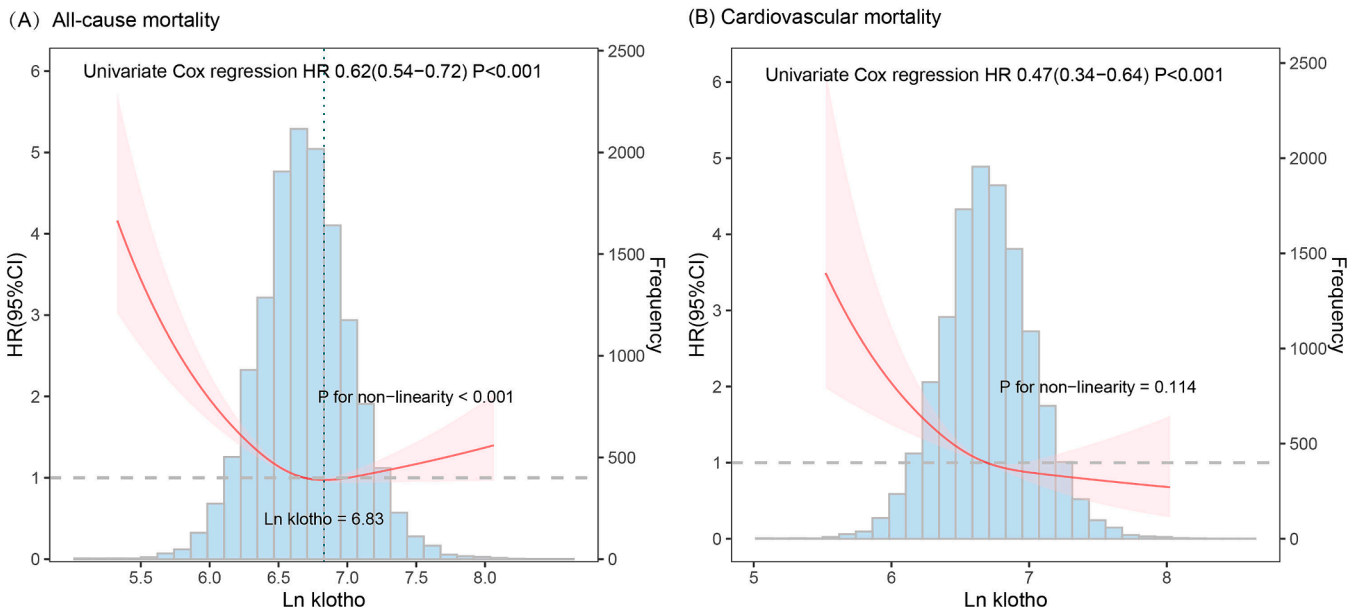 （A） All-cause mortality
Univariate Cox regression HR 0.62(0.54−0.72) P<0.001
P for non−linearity < 0.001
Ln klotho = 6.83
HR(95%CI)
0
1
2
3
4
5
6
Frequency
0
500
1000
1500
2000
2500
5.5 6.0 6.5 7.0 7.5 8.0
Ln klotho
(B) Cardiovascular mortality
Univariate Cox regression HR 0.47(0.34−0.64) P<0.001
P for non−linearity = 0.114
HR(95%CI)
0
1
2
3
4
5
6
Frequency
0
500
1000
1500
2000
2500
5 6 7 8
Ln klotho